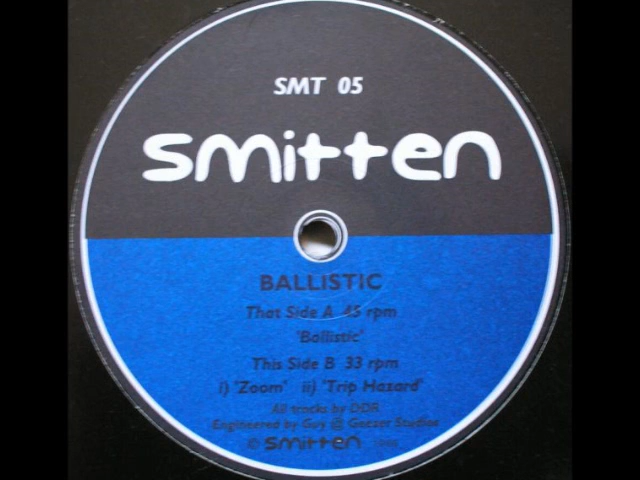 SMT 05
smitten
BALLISTIC
That Side A 45 rpm
'Ballistic'
This Side B 33 rpm
i) 'Zoom' ii) 'Trip Hazard'
All tracks by DDR
Engineered by Guy @ Geezer Studios
© smitten